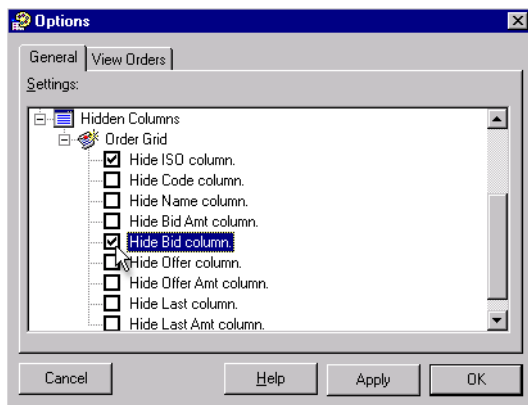 Options
General View Orders
Settings:
Hidden Columns
Order Grid
Hide ISO column.
Hide Code column.
Hide Name column.
Hide Bid Amt column.
Hide Bid column.
Hide Offer column.
Hide Offer Amt column.
Hide Last column.
Hide Last Amt column.
Cancel Help Apply OK